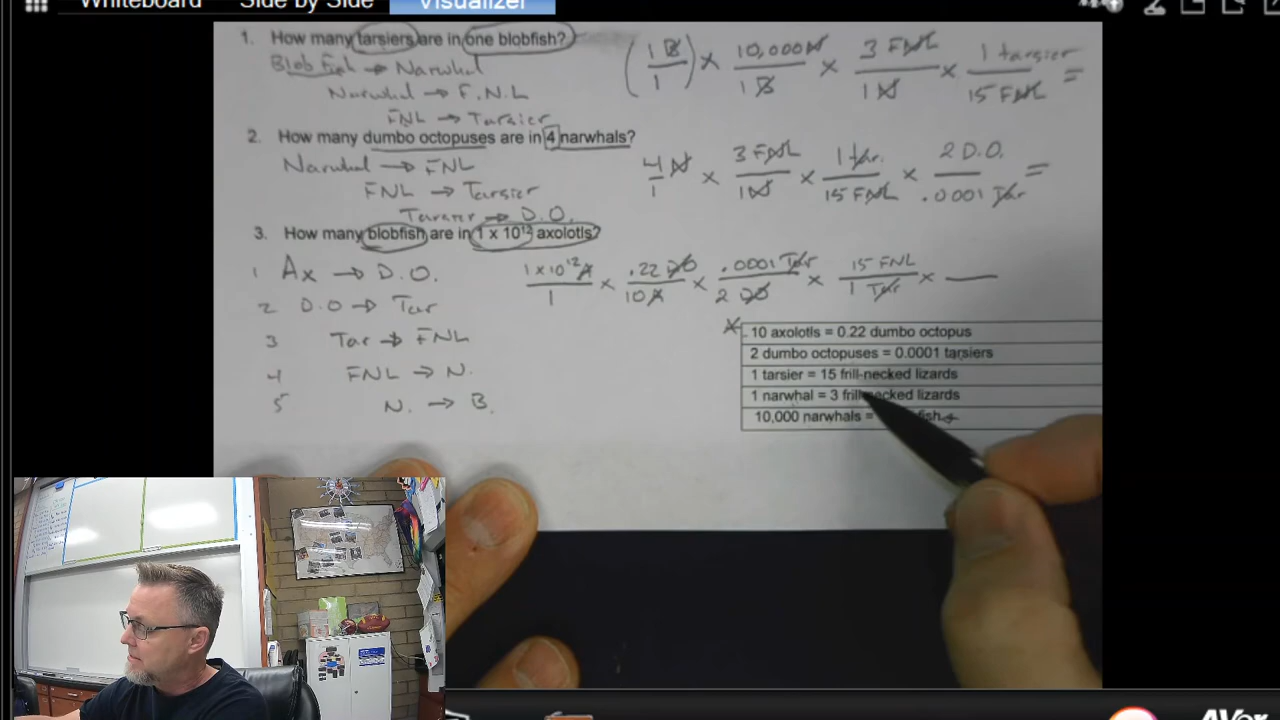 Whiteboard Side by Side Visualizer
1. How many tarsiers are in one blobfish?
Blobfish → Narwhal
Narwhal → F.N.L
FNL → Tarsier
(1 B / 1) × 10,000 N / 1 B × 3 FNL / 1 N × 1 tarsier / 15 FNL =
2. How many dumbo octopuses are in 4 narwhals?
Narwhal → FNL
FNL → Tarsier
Tarsier → D.O.
4 N / 1 × 3 FNL / 1 N × 1 tar. / 15 FNL × 2 D.O. / .0001 Tar =
3. How many blobfish are in 1 x 10¹² axolotls?
1 Ax → D.O.
2 D.O → Tar
3 Tar → FNL
4 FNL → N.
5 N. → B.
1 x 10¹² A / 1 × .22 DO / 10 A × .0001 Tar / 2 DO × 15 FNL / 1 Tar ×
10 axolotls = 0.22 dumbo octopus
2 dumbo octopuses = 0.0001 tarsiers
1 tarsier = 15 frill-necked lizards
1 narwhal = 3 frill-necked lizards
10,000 narwhals = fish
AVer